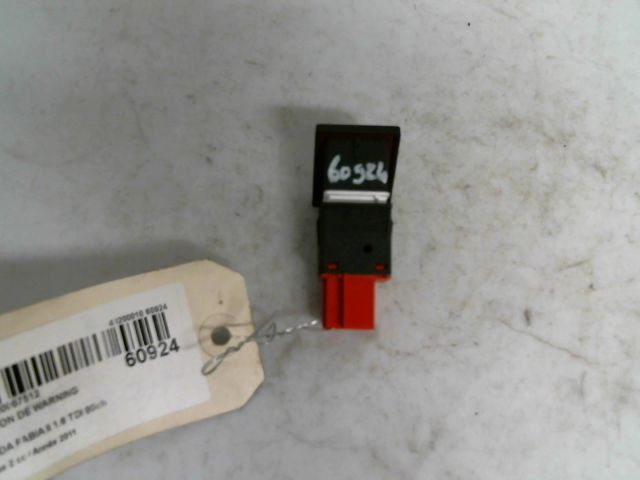 60924
41200010 60924
60924
ON DE WARNING
DA FABIA II 1.6 TDI 90ch
Année 2011